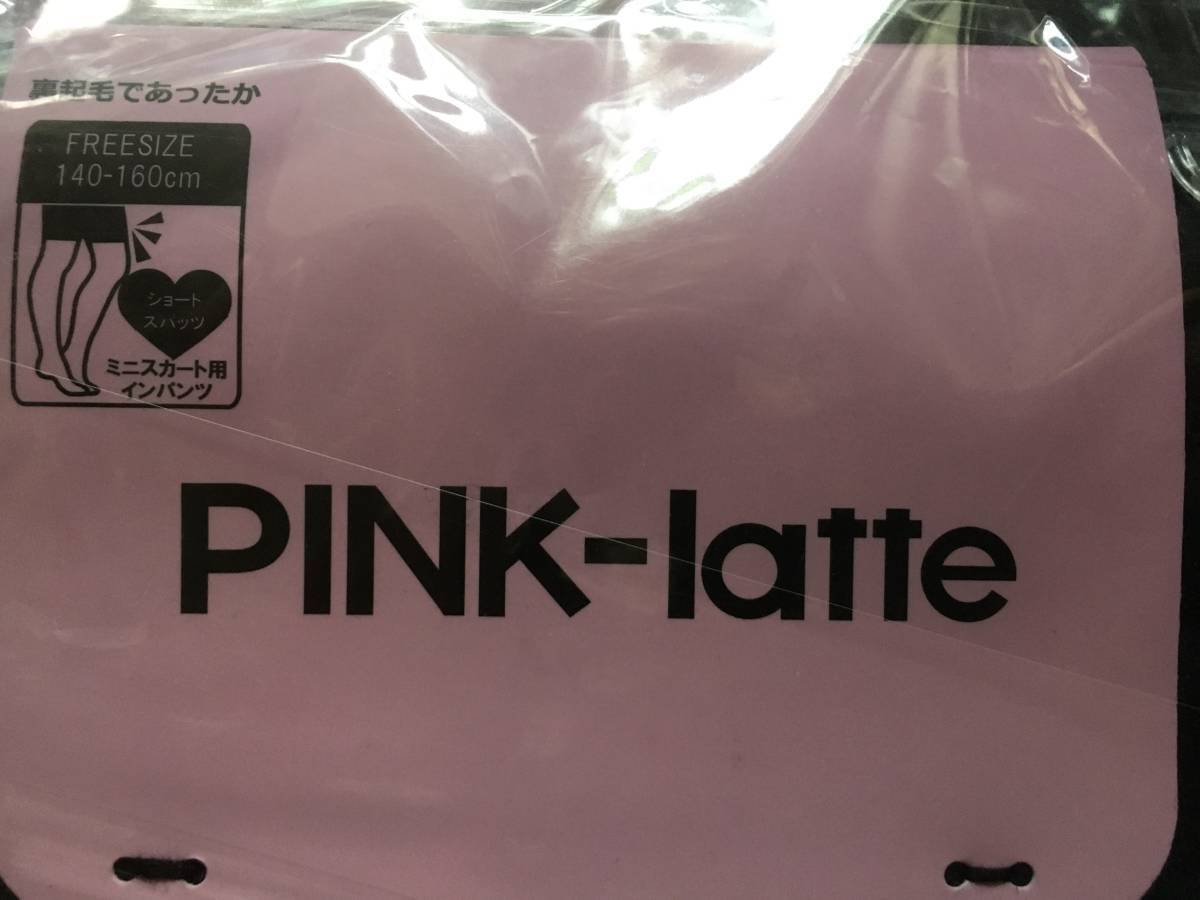 裏起毛であったか
FREESIZE
140-160cm
ショート
スパッツ
ミニスカート用
インパンツ
PINK-latte